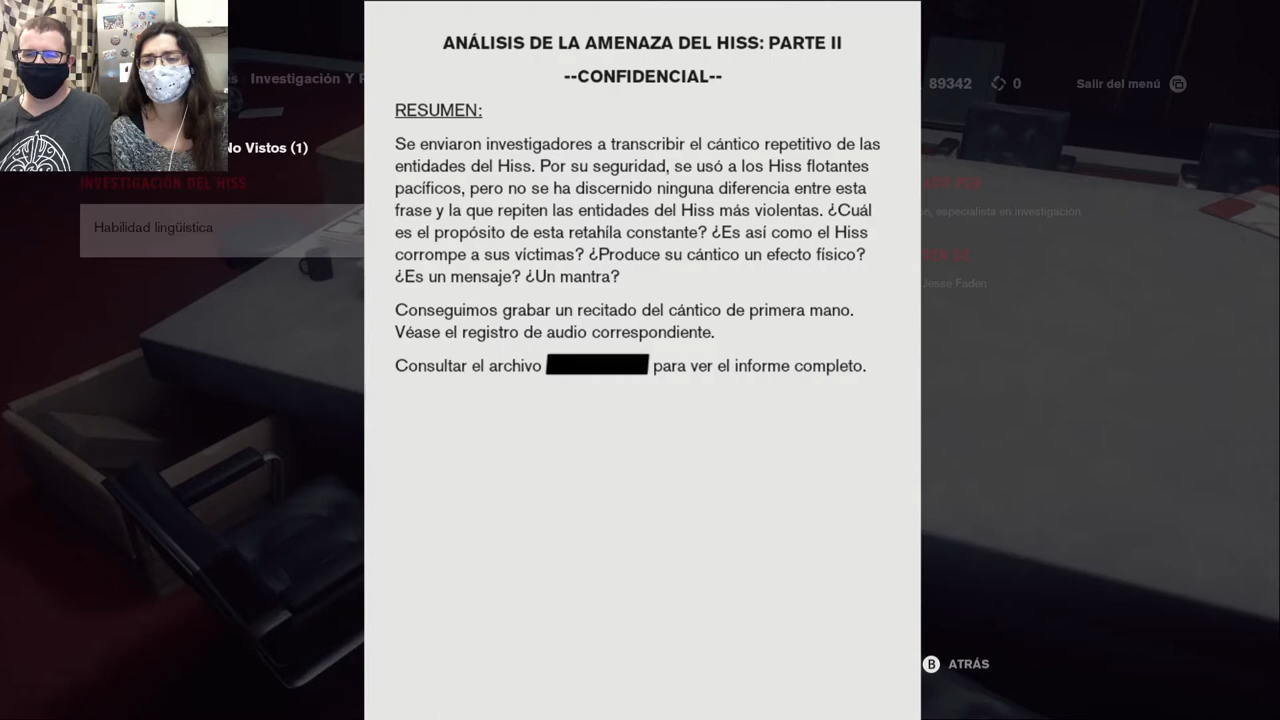 ANÁLISIS DE LA AMENAZA DEL HISS: PARTE II
--CONFIDENCIAL--
RESUMEN:
Se enviaron investigadores a transcribir el cántico repetitivo de las
entidades del Hiss. Por su seguridad, se usó a los Hiss flotantes
pacíficos, pero no se ha discernido ninguna diferencia entre esta
frase y la que repiten las entidades del Hiss más violentas. ¿Cuál
es el propósito de esta retahíla constante? ¿Es así como el Hiss
corrompe a sus víctimas? ¿Produce su cántico un efecto físico?
¿Es un mensaje? ¿Un mantra?
Conseguimos grabar un recitado del cántico de primera mano.
Véase el registro de audio correspondiente.
Consultar el archivo para ver el informe completo.
Investigación Y
No Vistos (1)
INVESTIGACIÓN DEL HISS
Habilidad lingüística
89342 0 Salir del menú
especialista en investigación
Jesse Faden
B ATRÁS